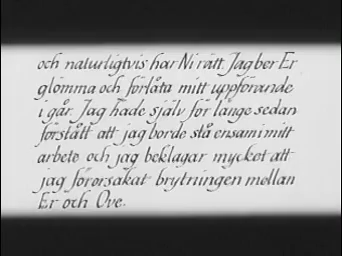 och naturligtvis har Ni rätt. Jag ber Er
glömma och förlåta mitt uppförande
i går. Jag hade själv för länge sedan
förstått att jag borde stå ensam i mitt
arbete och jag beklagar mycket att
jag förorsakat brytningen mellan
Er och Ove.